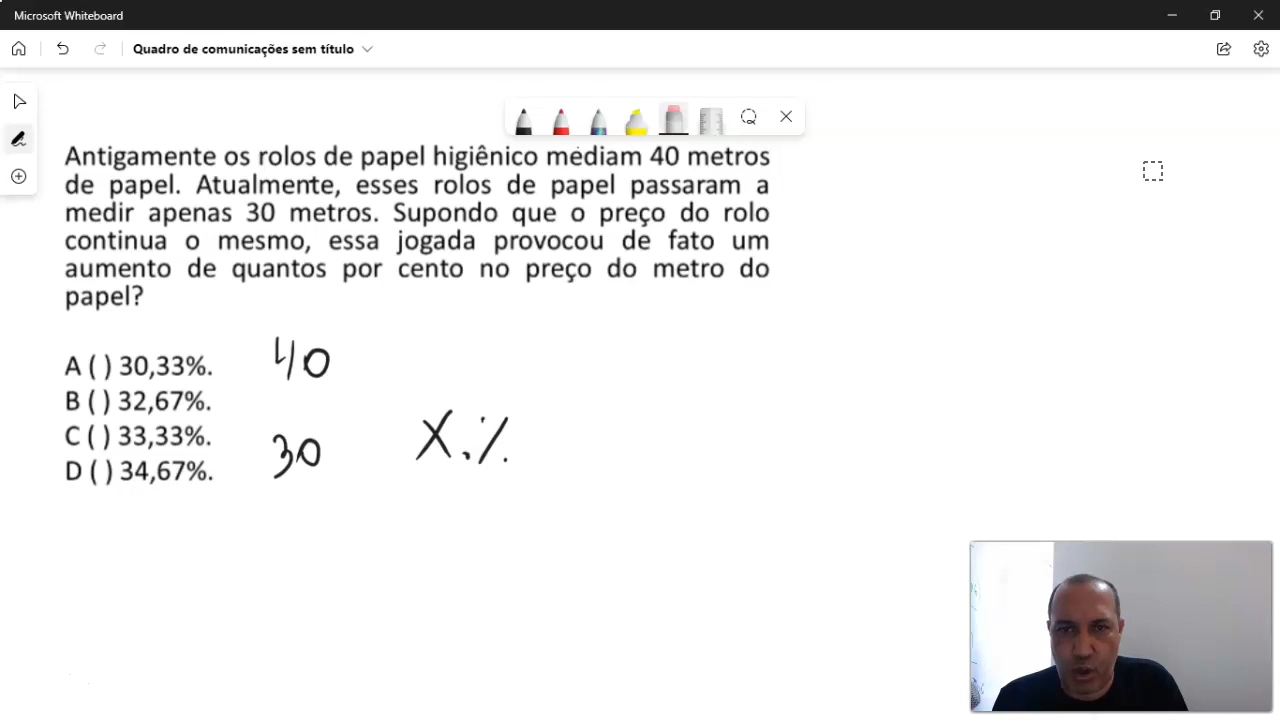 Microsoft Whiteboard
Quadro de comunicações sem título
Antigamente os rolos de papel higiênico mediam 40 metros
de papel. Atualmente, esses rolos de papel passaram a
medir apenas 30 metros. Supondo que o preço do rolo
continua o mesmo, essa jogada provocou de fato um
aumento de quantos por cento no preço do metro do
papel?
A ( ) 30,33%.
B ( ) 32,67%.
C ( ) 33,33%.
D ( ) 34,67%.
40
30 X.%